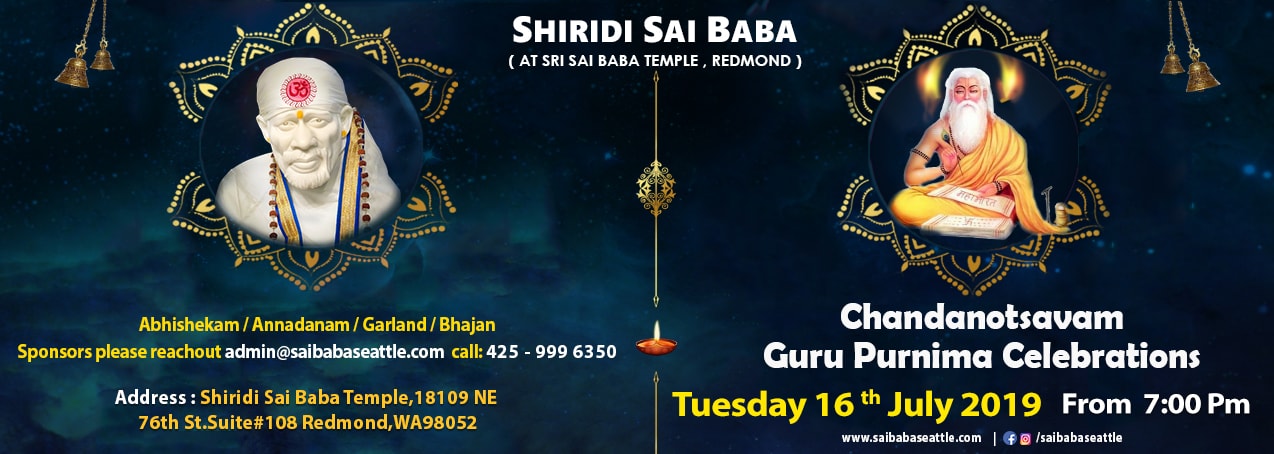 SHIRIDI SAI BABA
( AT SRI SAI BABA TEMPLE , REDMOND )
ॐ
महाभारत
Abhishekam / Annadanam / Garland / Bhajan
Sponsors please reachout admin@saibabaseattle.com call: 425 - 999 6350
Address : Shiridi Sai Baba Temple,18109 NE
76th St.Suite#108 Redmond,WA98052
Chandanotsavam
Guru Purnima Celebrations
Tuesday 16 th July 2019 From 7:00 Pm
www.saibabaseattle.com | /saibabaseattle